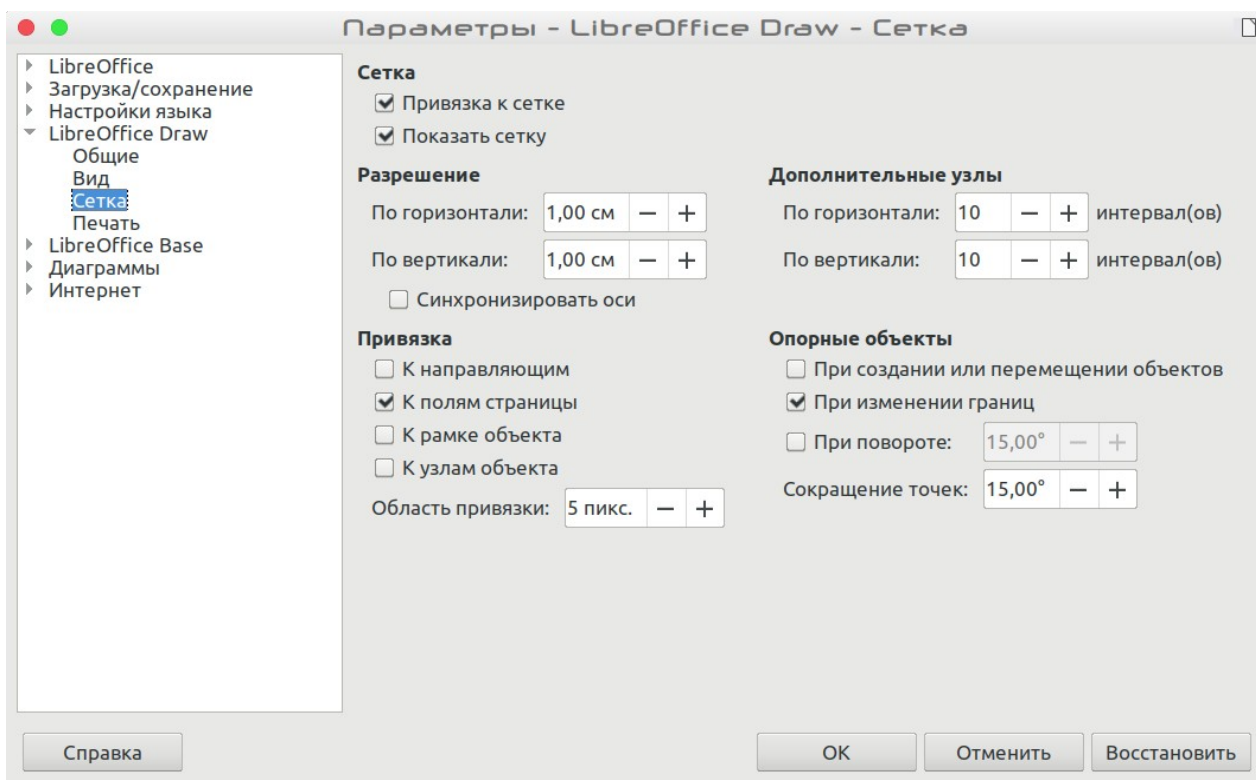 Параметры - LibreOffice Draw - Сетка
LibreOffice
Загрузка/сохранение
Настройки языка
LibreOffice Draw
Общие
Вид
Сетка
Печать
LibreOffice Base
Диаграммы
Интернет
Сетка
Привязка к сетке
Показать сетку
Разрешение
По горизонтали: 1,00 см
По вертикали: 1,00 см
Синхронизировать оси
Дополнительные узлы
По горизонтали: 10 интервал(ов)
По вертикали: 10 интервал(ов)
Привязка
К направляющим
К полям страницы
К рамке объекта
К узлам объекта
Область привязки: 5 пикс.
Опорные объекты
При создании или перемещении объектов
При изменении границ
При повороте: 15,00°
Сокращение точек: 15,00°
Справка
ОК
Отменить
Восстановить